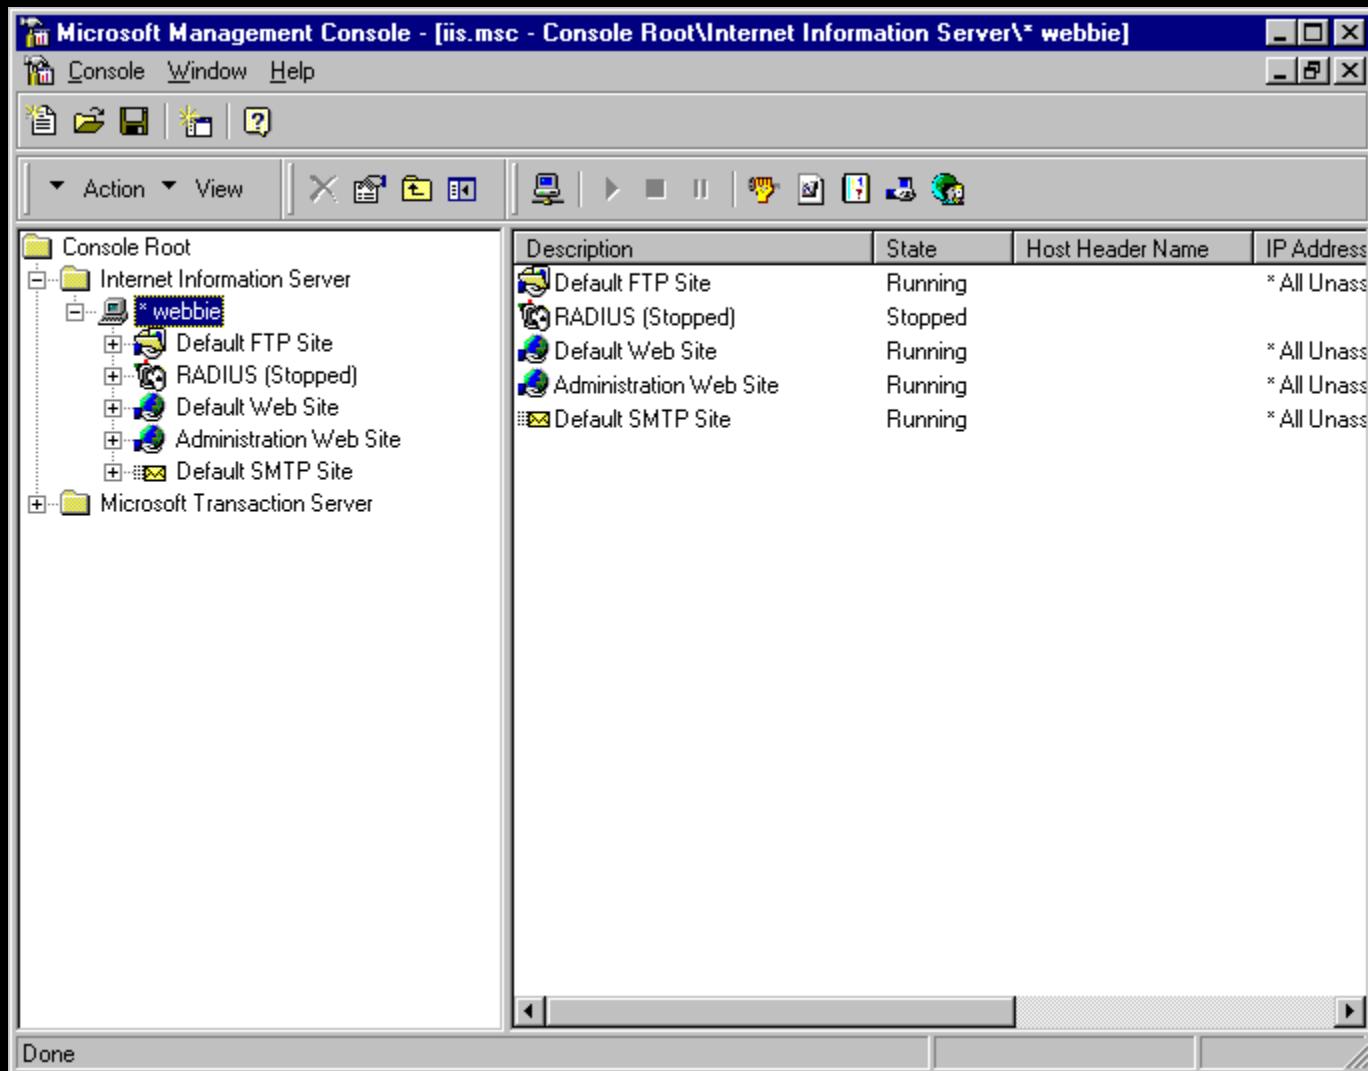 Microsoft Management Console - [iis.msc - Console Root\Internet Information Server\* webbie]
Console Window Help
Action View
Console Root
Internet Information Server
* webbie
Default FTP Site
RADIUS (Stopped)
Default Web Site
Administration Web Site
Default SMTP Site
Microsoft Transaction Server
Description State Host Header Name IP Address
Default FTP Site Running * All Unass
RADIUS (Stopped) Stopped
Default Web Site Running * All Unass
Administration Web Site Running * All Unass
Default SMTP Site Running * All Unass
Done